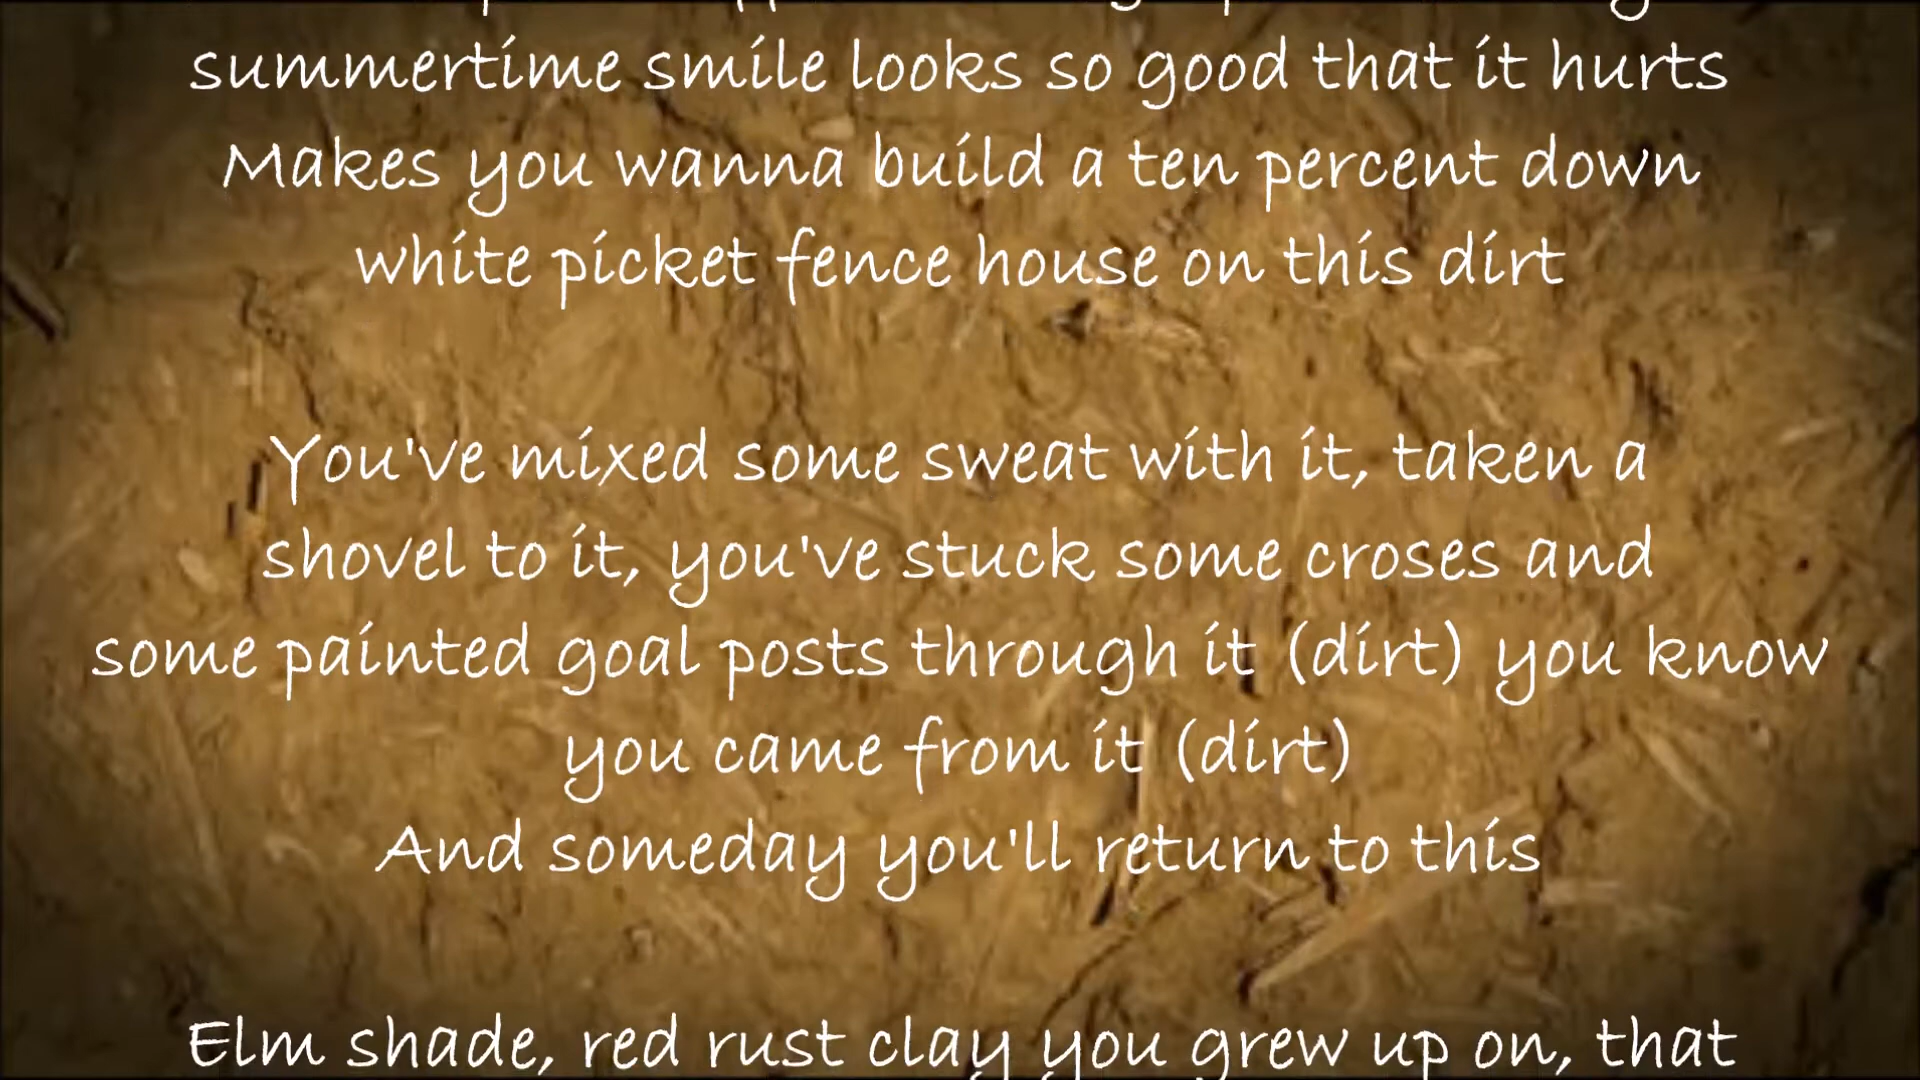 summertime smile looks so good that it hurts
Makes you wanna build a ten percent down
white picket fence house on this dirt
You've mixed some sweat with it, taken a
shovel to it, you've stuck some croses and
some painted goal posts through it (dirt) you know
you came from it (dirt)
And someday you'll return to this
Elm shade, red rust clay you grew up on, that